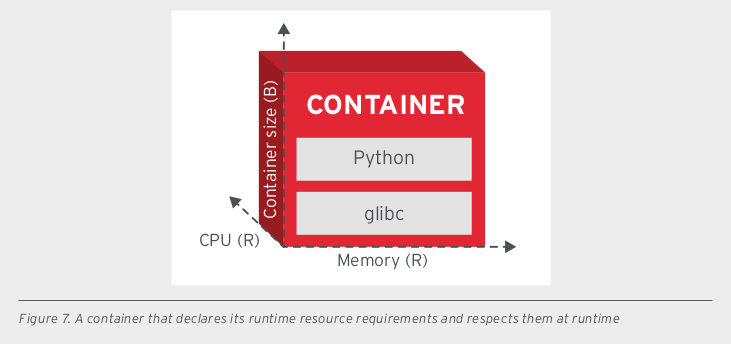 CONTAINER
Container size (B)
Python
glibc
CPU (R)
Memory (R)
Figure 7. A container that declares its runtime resource requirements and respects them at runtime